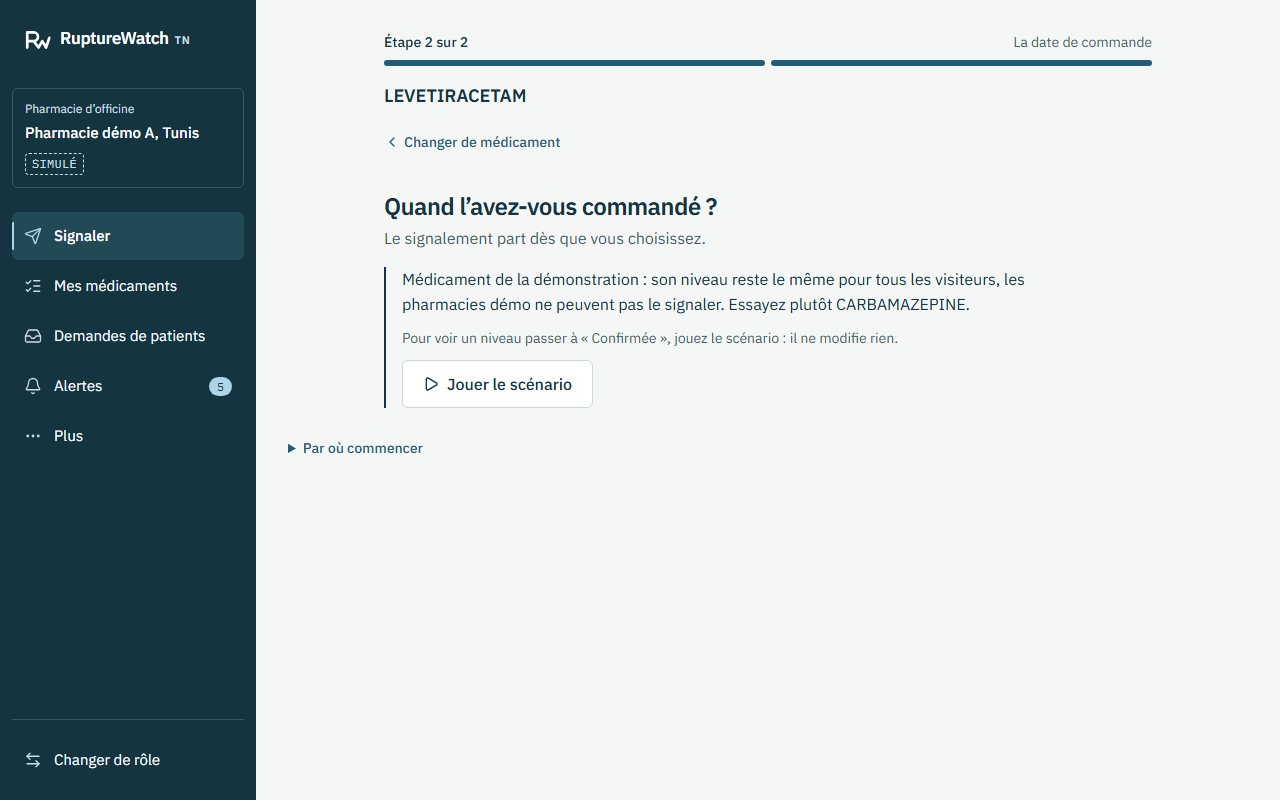 RuptureWatch TN
Pharmacie d’officine
Pharmacie démo A, Tunis
SIMULÉ
Signaler
Mes médicaments
Demandes de patients
Alertes 5
Plus
Changer de rôle
Étape 2 sur 2 La date de commande
LEVETIRACETAM
Changer de médicament
Quand l’avez-vous commandé ?
Le signalement part dès que vous choisissez.
Médicament de la démonstration : son niveau reste le même pour tous les visiteurs, les
pharmacies démo ne peuvent pas le signaler. Essayez plutôt CARBAMAZEPINE.
Pour voir un niveau passer à « Confirmée », jouez le scénario : il ne modifie rien.
Jouer le scénario
Par où commencer